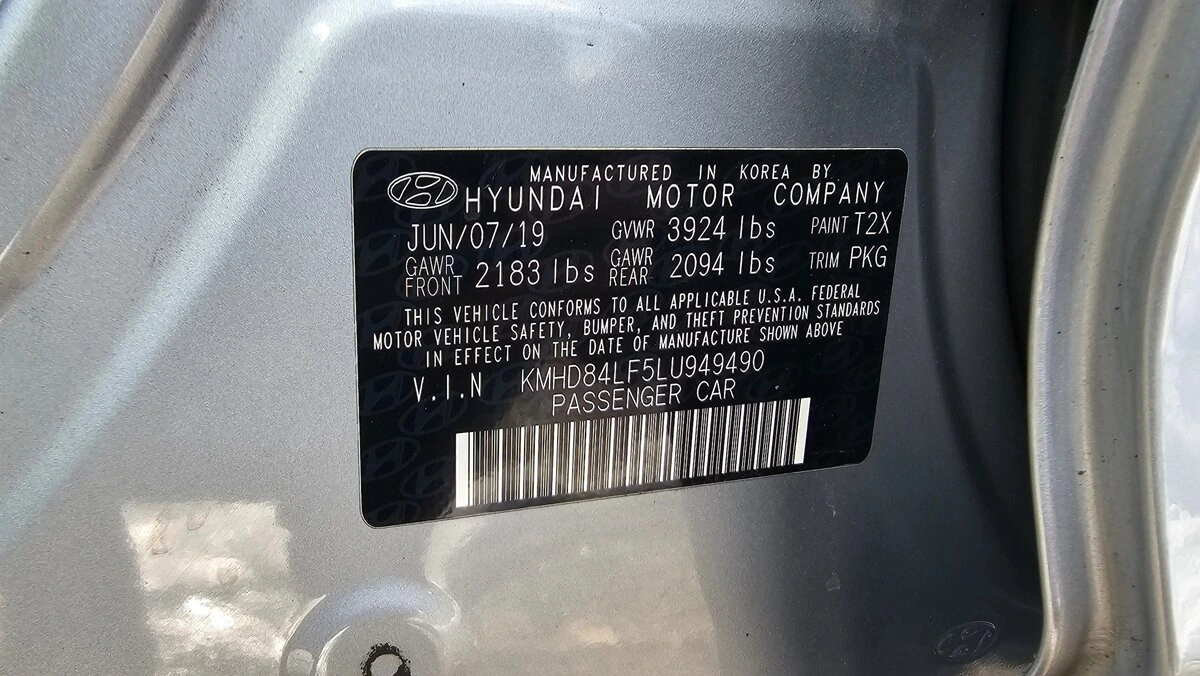 MANUFACTURED IN KOREA BY
HYUNDAI MOTOR COMPANY
JUN/07/19 GVWR 3924 lbs PAINT T2X
GAWR FRONT 2183 lbs GAWR REAR 2094 lbs TRIM PKG
THIS VEHICLE CONFORMS TO ALL APPLICABLE U.S.A. FEDERAL
MOTOR VEHICLE SAFETY, BUMPER, AND THEFT PREVENTION STANDARDS
IN EFFECT ON THE DATE OF MANUFACTURE SHOWN ABOVE
V.I.N KMHD84LF5LU949490
PASSENGER CAR